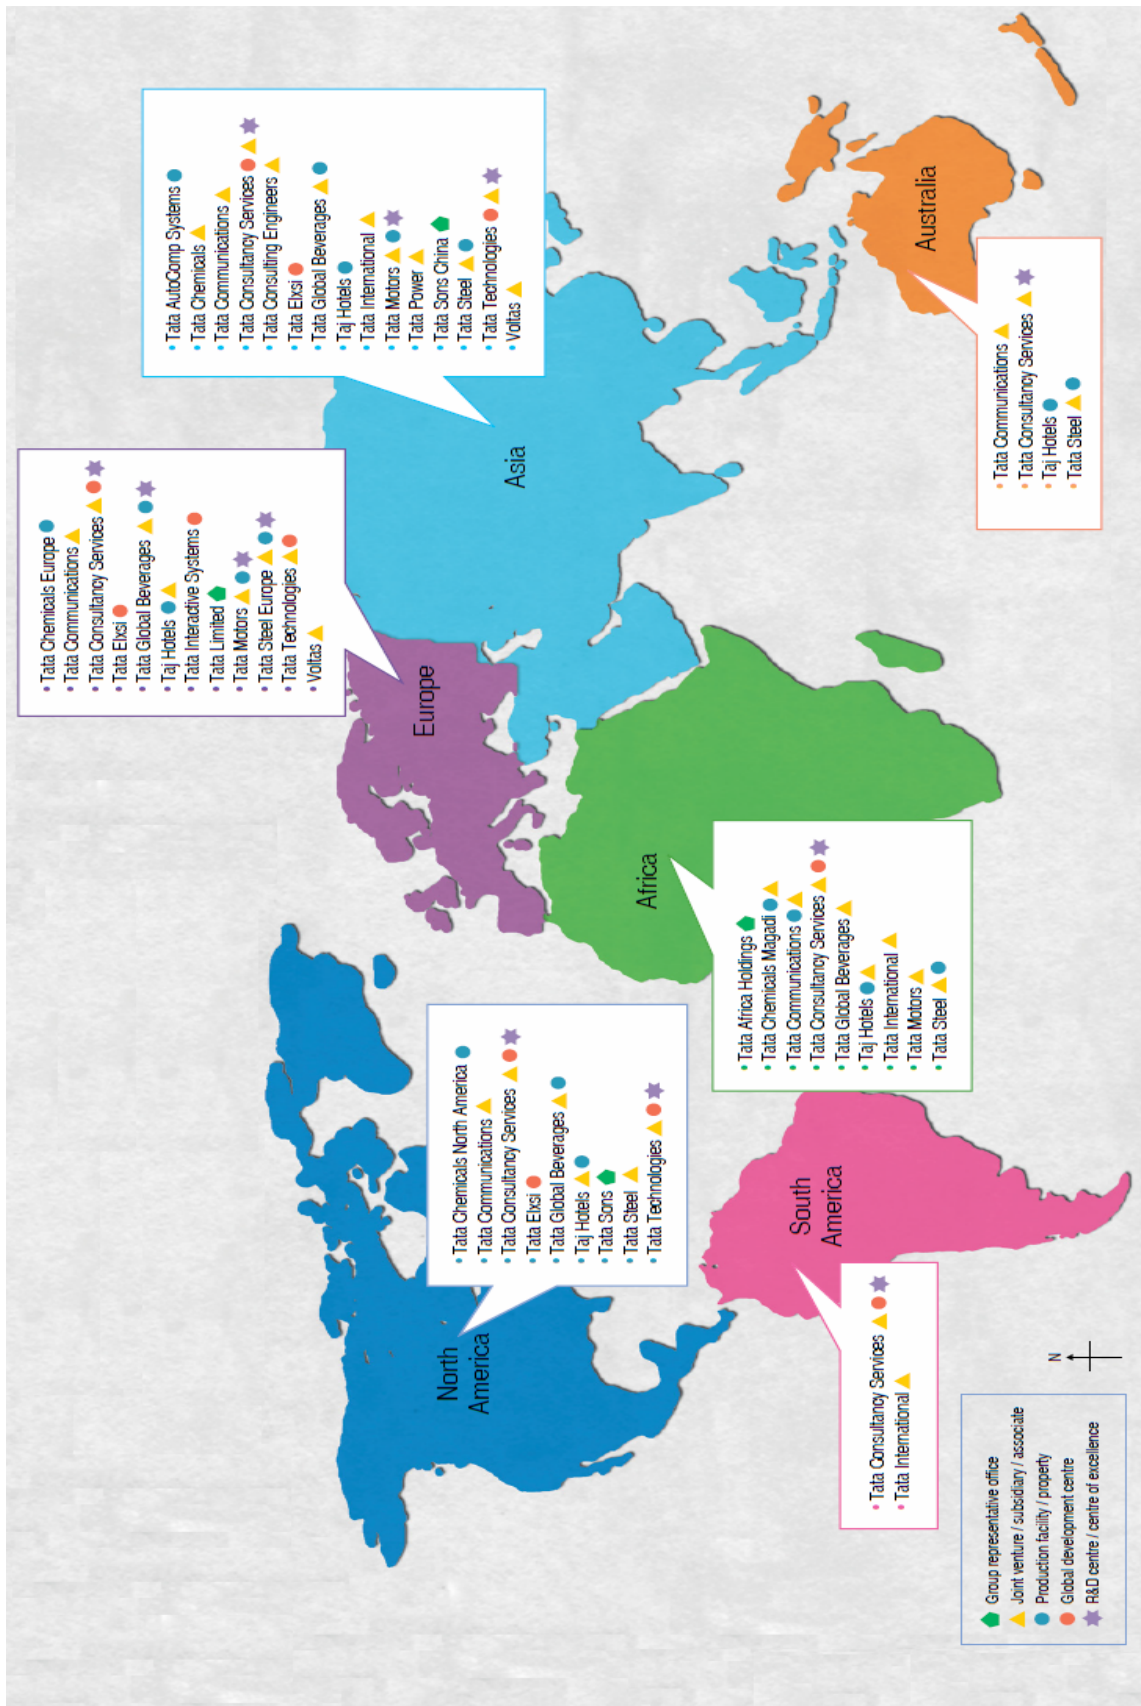 • Tata Chemicals North America
• Tata Communications
• Tata Consultancy Services
• Tata Elxsi
• Tata Global Beverages
• Taj Hotels
• Tata Sons
• Tata Steel
• Tata Technologies
North
America
• Tata Chemicals Europe
• Tata Communications
• Tata Consultancy Services
• Tata Elxsi
• Tata Global Beverages
• Taj Hotels
• Tata Interactive Systems
• Tata Limited
• Tata Motors
• Tata Steel Europe
• Tata Technologies
• Voltas
Europe
• Tata AutoComp Systems
• Tata Chemicals
• Tata Communications
• Tata Consultancy Services
• Tata Consulting Engineers
• Tata Elxsi
• Tata Global Beverages
• Taj Hotels
• Tata International
• Tata Motors
• Tata Power
• Tata Sons China
• Tata Steel
• Tata Technologies
• Voltas
Asia
Africa
• Tata Africa Holdings
• Tata Chemicals Magadi
• Tata Communications
• Tata Consultancy Services
• Tata Global Beverages
• Taj Hotels
• Tata International
• Tata Motors
• Tata Steel
South
America
• Tata Consultancy Services
• Tata International
Australia
• Tata Communications
• Tata Consultancy Services
• Taj Hotels
• Tata Steel
Group representative office
Joint venture / subsidiary / associate
Production facility / property
Global development centre
R&D centre / centre of excellence
N